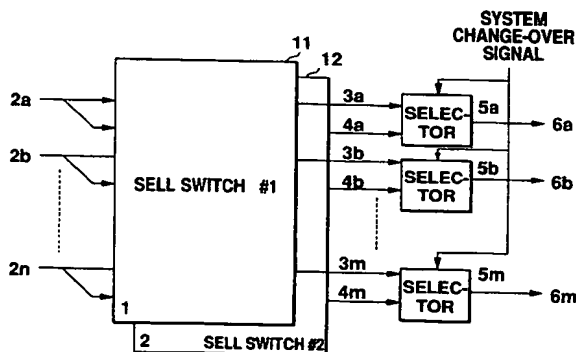 SYSTEM
CHANGE-OVER
SIGNAL
11
12
2a
3a
SELEC-
TOR
5a
6a
4a
2b
3b
SELEC-
TOR
5b
6b
SELL SWITCH #1
4b
2n
3m
SELEC-
TOR
5m
6m
4m
1
2
SELL SWITCH #2